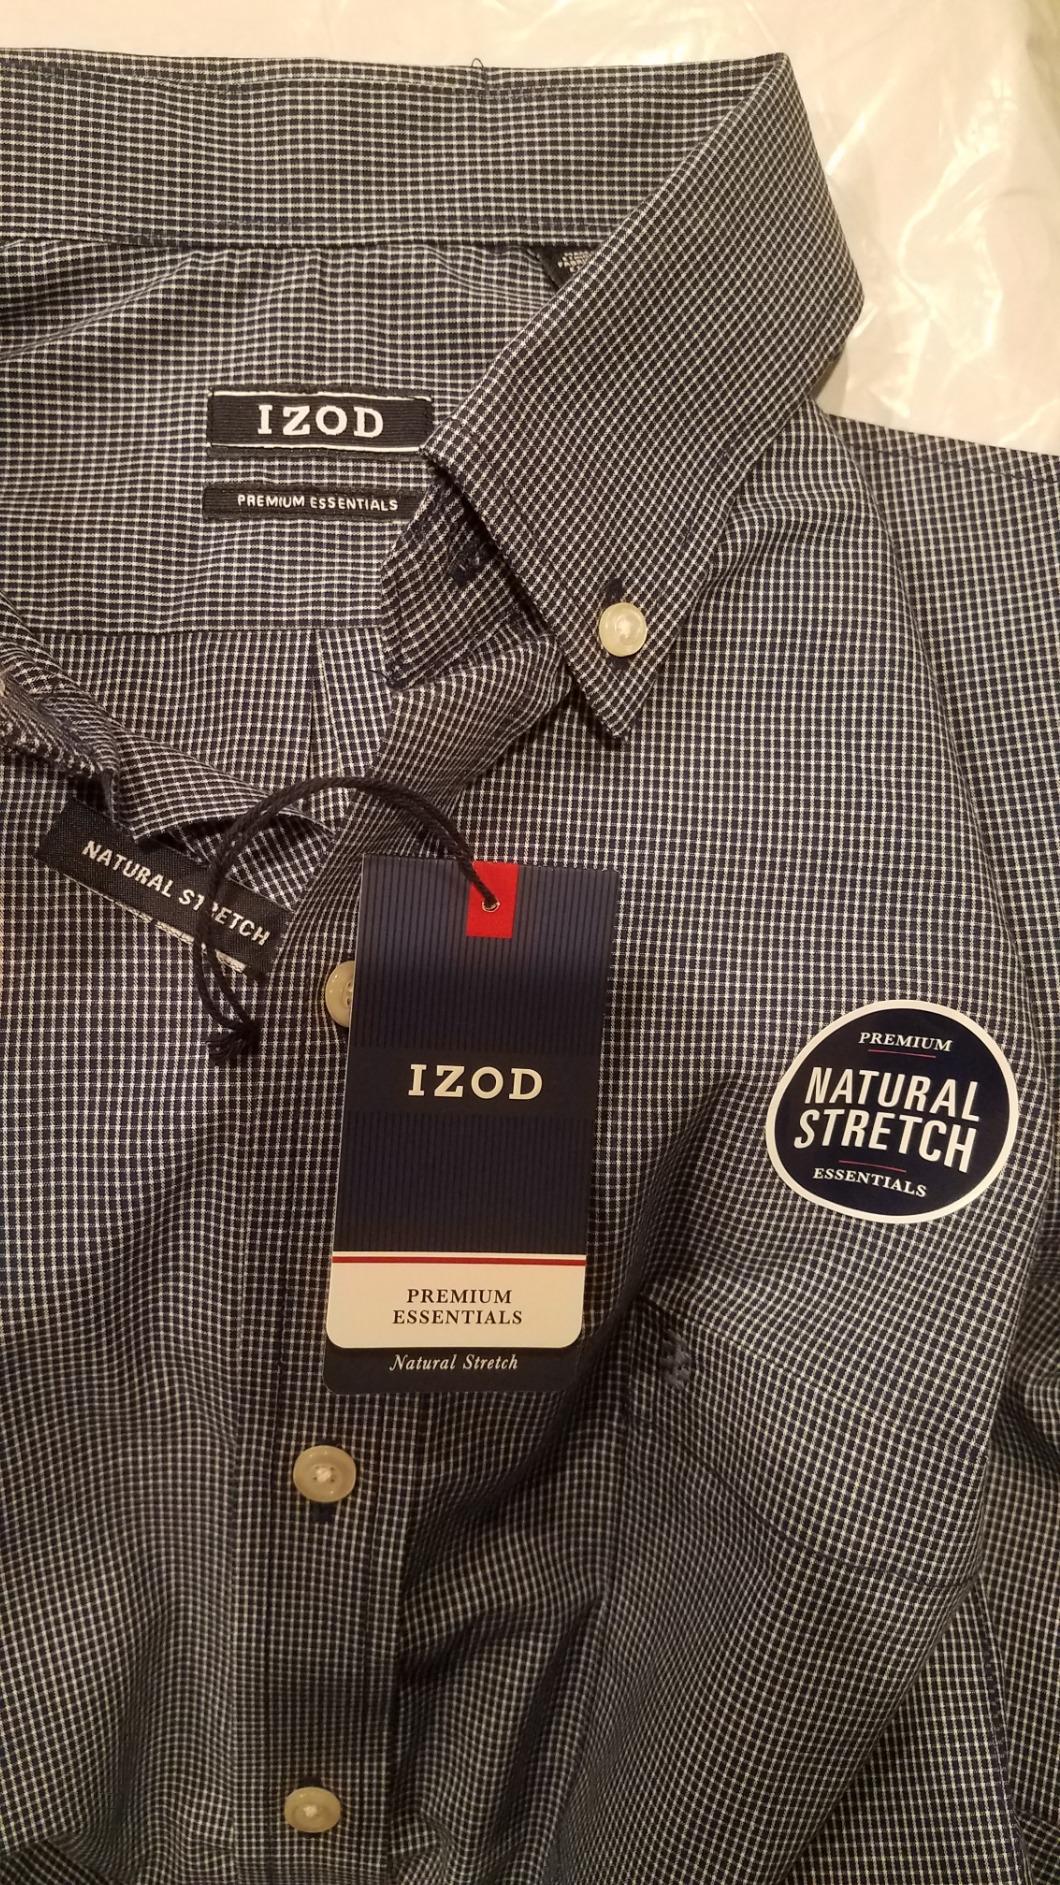 IZOD
PREMIUM ESSENTIALS
NATURAL STRETCH
IZOD
PREMIUM
ESSENTIALS
Natural Stretch
PREMIUM
NATURAL
STRETCH
ESSENTIALS